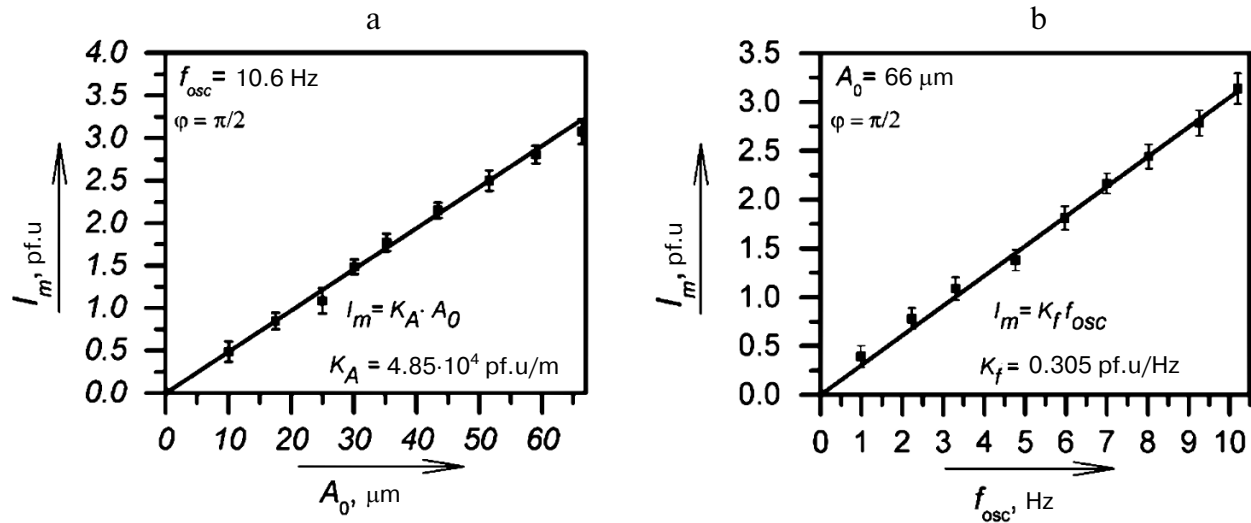 a
4.0
3.5
3.0
2.5
2.0
1.5
1.0
0.5
0.0
I_m, pf.u
f_osc = 10.6 Hz
φ = π/2
I_m = K_A · A_0
K_A = 4.85·10^4 pf.u/m
0 10 20 30 40 50 60
A_0, μm
b
3.5
3.0
2.5
2.0
1.5
1.0
0.5
0.0
I_m, pf.u
A_0 = 66 μm
φ = π/2
I_m = K_f f_osc
K_f = 0.305 pf.u/Hz
0 1 2 3 4 5 6 7 8 9 10
f_osc, Hz